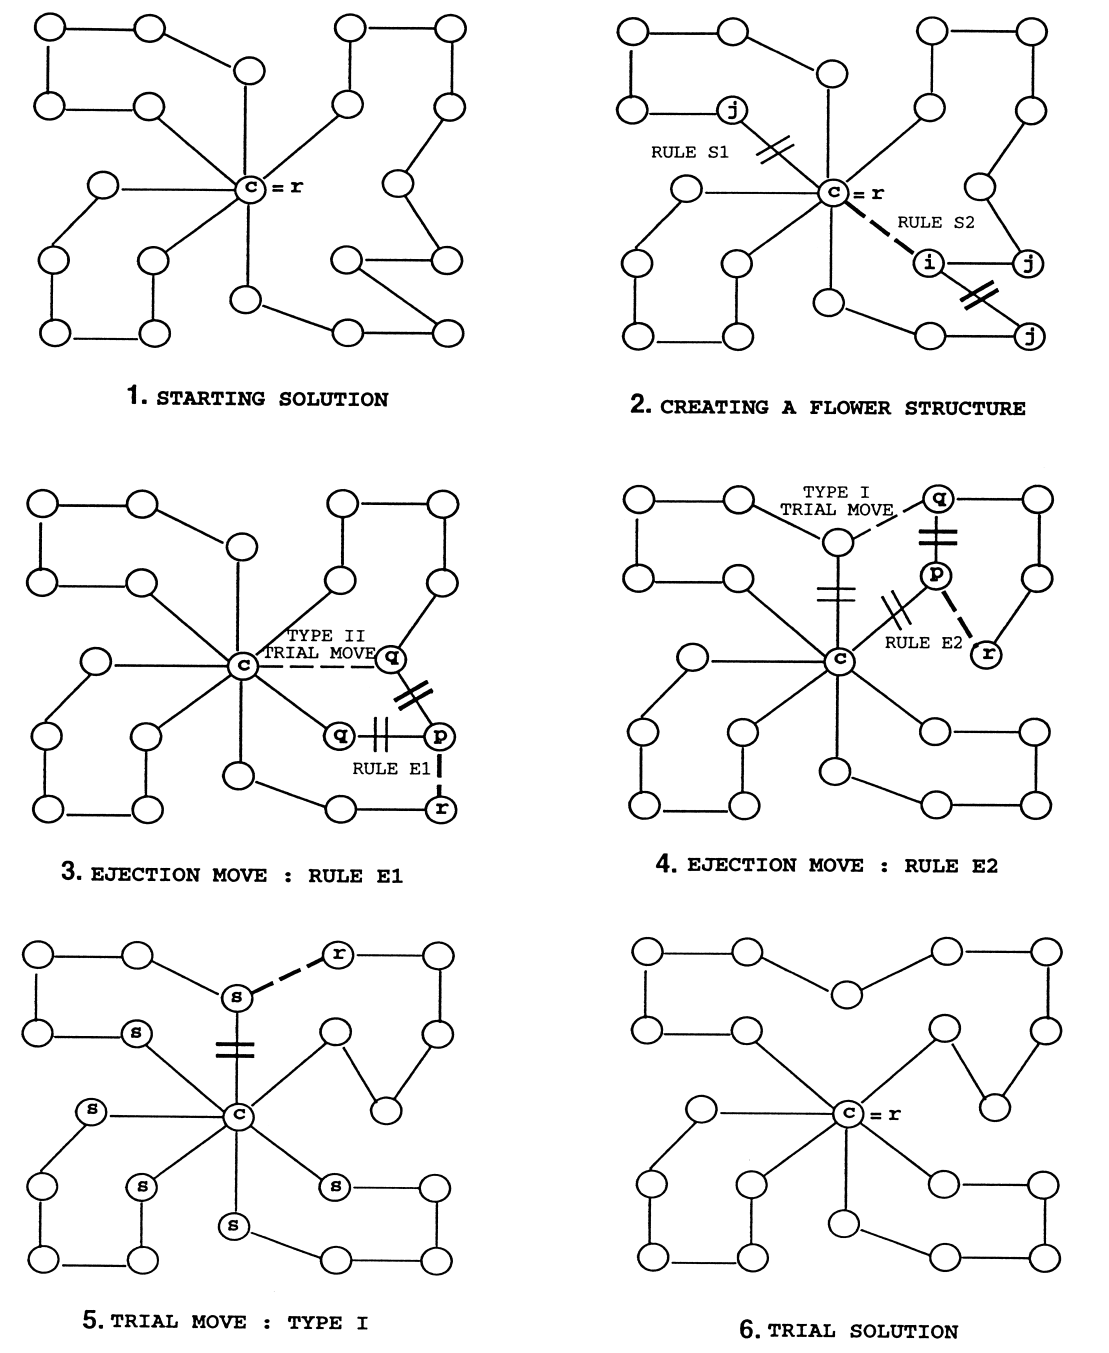 c = r
1. STARTING SOLUTION
j
RULE S1
c = r
RULE S2
i
j
j
2. CREATING A FLOWER STRUCTURE
TYPE II
TRIAL MOVE
c
q
q
p
RULE E1
r
3. EJECTION MOVE : RULE E1
TYPE I
TRIAL MOVE
q
p
RULE E2
r
c
4. EJECTION MOVE : RULE E2
r
s
s
s
c
s
s
s
5. TRIAL MOVE : TYPE I
c = r
6. TRIAL SOLUTION